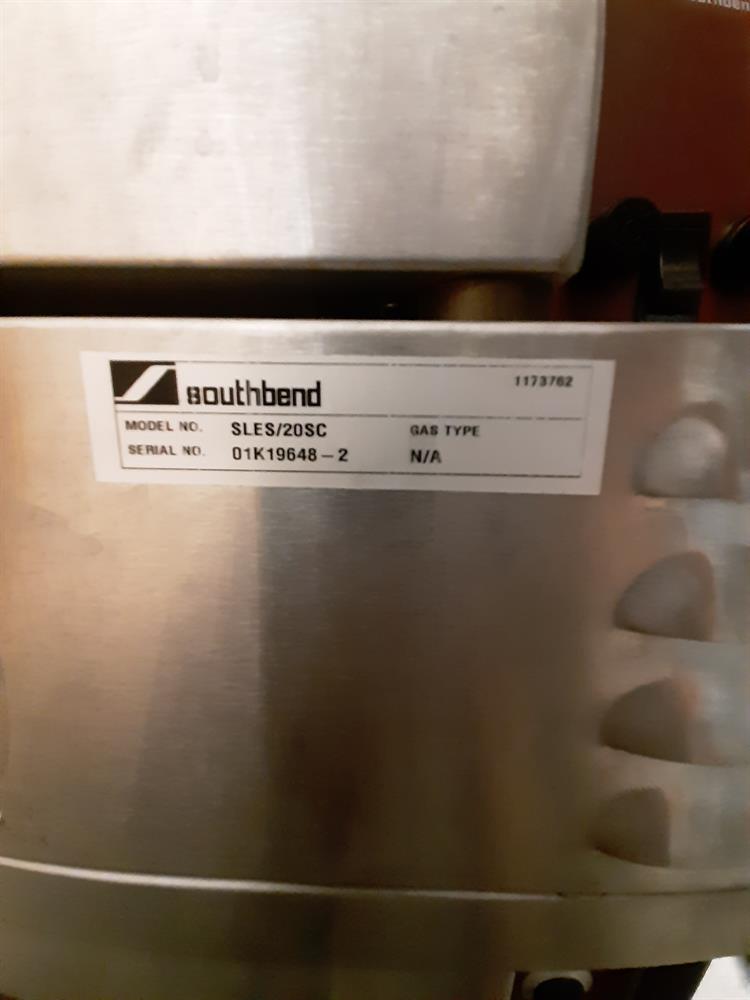 southbend
1173762
MODEL NO. SLES/20SC GAS TYPE
SERIAL NO. 01K19648-2 N/A